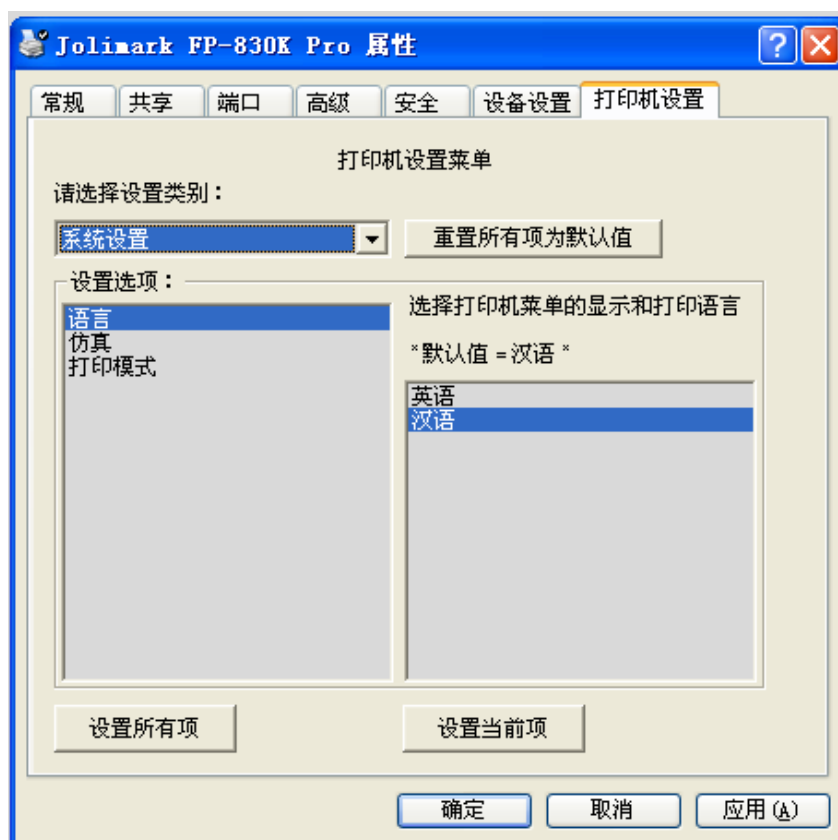 Jolimark FP-830K Pro 属性
常规 共享 端口 高级 安全 设备设置 打印机设置
打印机设置菜单
请选择设置类别：
系统设置 重置所有项为默认值
设置选项：
语言
仿真
打印模式
选择打印机菜单的显示和打印语言
*默认值 = 汉语 *
英语
汉语
设置所有项 设置当前项
确定 取消 应用(A)